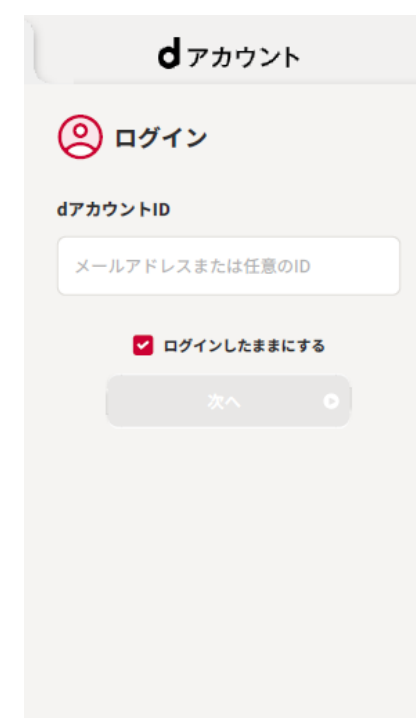 dアカウント
ログイン
dアカウントID
メールアドレスまたは任意のID
ログインしたままにする
次へ